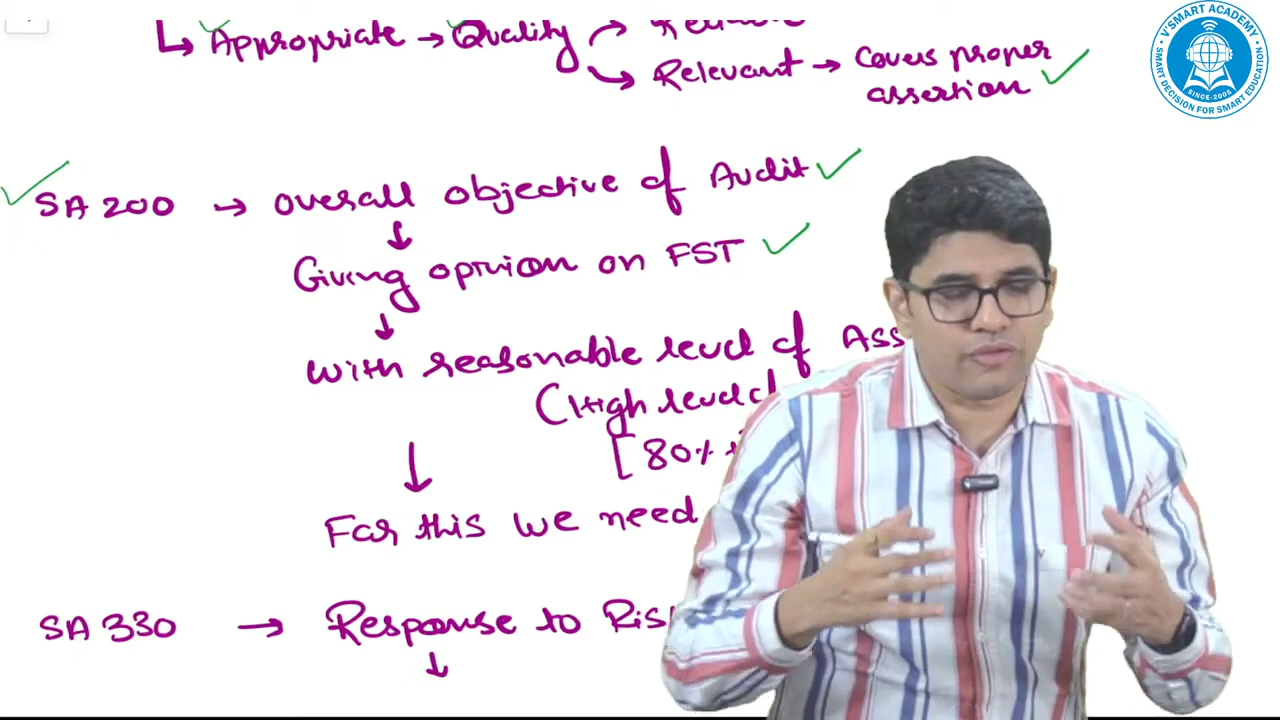 ↳ Appropriate → Quality
→ Relevant → Covers proper
assertion ✓
V'SMART ACADEMY
SMART DECISION FOR SMART EDUCATION
SINCE-2005
✓ SA 200 → Overall objective of Audit ✓
↓
Giving opinion on FST ✓
↓
With reasonable level of Ass
(High level
[80%
↓
For this we need
SA 330 → Response to Ris
↓